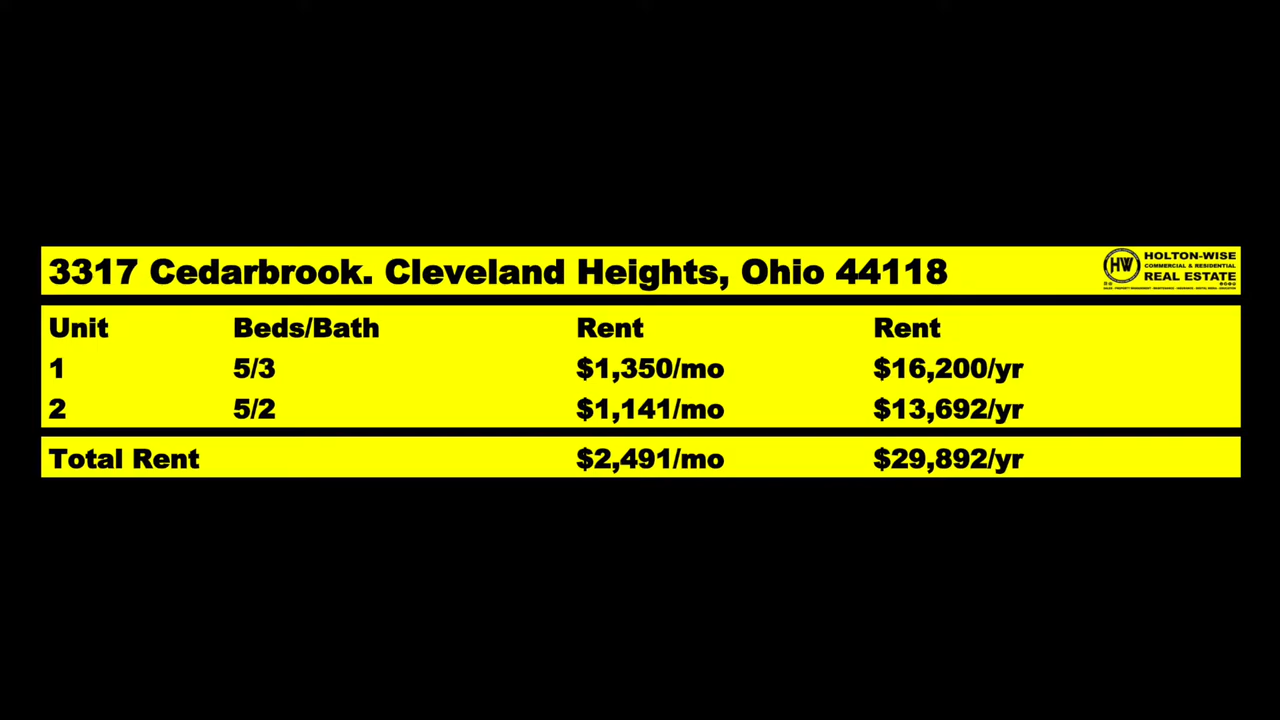 3317 Cedarbrook. Cleveland Heights, Ohio 44118
HOLTON-WISE
COMMERCIAL & RESIDENTIAL
REAL ESTATE
HW
Unit Beds/Bath Rent Rent
1 5/3 $1,350/mo $16,200/yr
2 5/2 $1,141/mo $13,692/yr
Total Rent $2,491/mo $29,892/yr